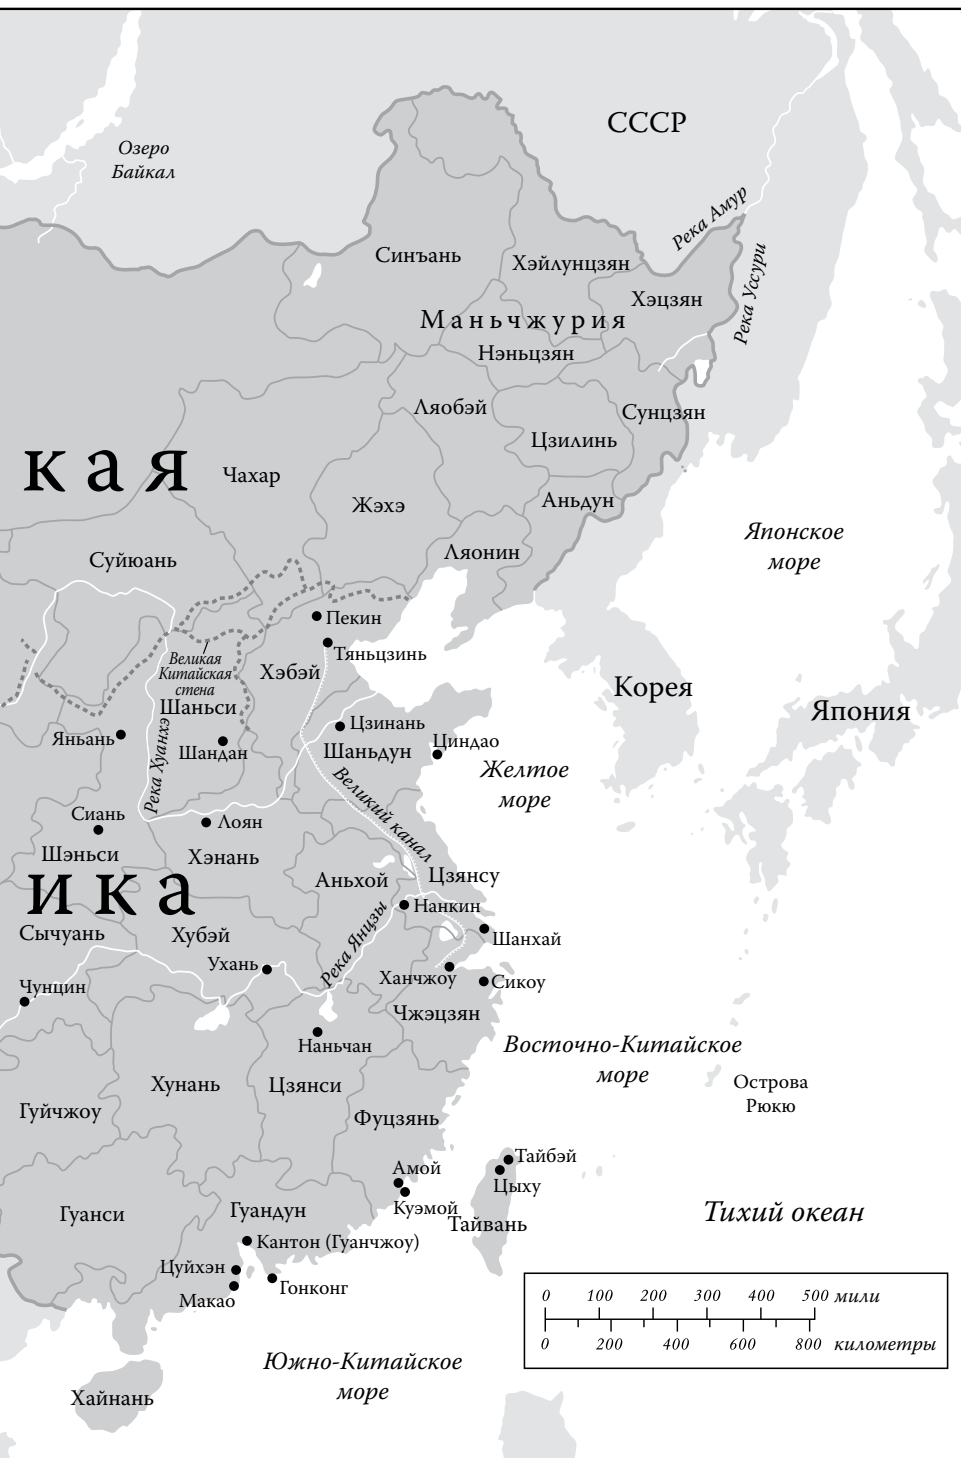 СССР
Озеро
Байкал
Река Амур
Река Уссури
Синъань
Хэйлунцзян
Хэцзян
Маньчжурия
Нэньцзян
Ляобэй
Сунцзян
Цзилинь
кая
Чахар
Жэхэ
Аньдун
Японское
море
Суйюань
Ляонин
Пекин
Тяньцзинь
Великая
Китайская
стена
Хэбэй
Корея
Шаньси
Япония
Цзинань
Яньань
Шандан
Шаньдун
Циндао
Река Хуанхэ
Желтое
море
Великий канал
Сиань
Лоян
Шэньси
Хэнань
ика
Аньхой
Цзянсу
Нанкин
Сычуань
Хубэй
Река Янцзы
Шанхай
Ухань
Ханчжоу
Сикоу
Чунцин
Чжэцзян
Наньчан
Восточно-Китайское
море
Хунань
Цзянси
Острова
Рюкю
Гуйчжоу
Фуцзянь
Тайбэй
Амой
Цыху
Куэмой
Гуанси
Гуандун
Тайвань
Тихий океан
Кантон (Гуанчжоу)
Цуйхэн
Гонконг
Макао
0 100 200 300 400 500 мили
0 200 400 600 800 километры
Южно-Китайское
море
Хайнань